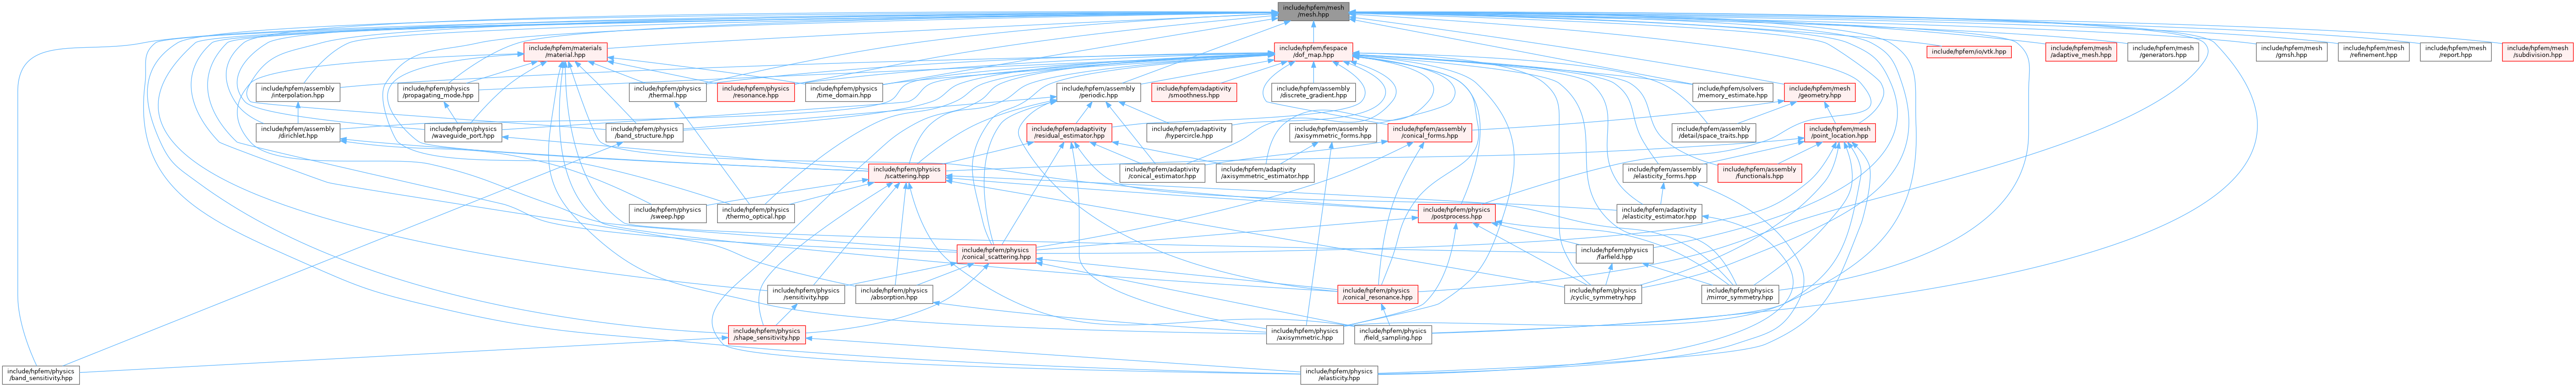 include/hpfem/mesh
/mesh.hpp
include/hpfem/materials
/material.hpp
include/hpfem/fespace
/dof_map.hpp
include/hpfem/io/vtk.hpp
include/hpfem/mesh
/adaptive_mesh.hpp
include/hpfem/mesh
/generators.hpp
include/hpfem/mesh
/gmsh.hpp
include/hpfem/mesh
/refinement.hpp
include/hpfem/mesh
/report.hpp
include/hpfem/mesh
/subdivision.hpp
include/hpfem/assembly
/interpolation.hpp
include/hpfem/physics
/propagating_mode.hpp
include/hpfem/physics
/thermal.hpp
include/hpfem/physics
/resonance.hpp
include/hpfem/physics
/time_domain.hpp
include/hpfem/assembly
/periodic.hpp
include/hpfem/adaptivity
/smoothness.hpp
include/hpfem/assembly
/discrete_gradient.hpp
include/hpfem/solvers
/memory_estimate.hpp
include/hpfem/mesh
/geometry.hpp
include/hpfem/assembly
/dirichlet.hpp
include/hpfem/physics
/waveguide_port.hpp
include/hpfem/physics
/band_structure.hpp
include/hpfem/adaptivity
/residual_estimator.hpp
include/hpfem/adaptivity
/hypercircle.hpp
include/hpfem/assembly
/axisymmetric_forms.hpp
include/hpfem/assembly
/conical_forms.hpp
include/hpfem/assembly
/detail/space_traits.hpp
include/hpfem/mesh
/point_location.hpp
include/hpfem/physics
/scattering.hpp
include/hpfem/adaptivity
/conical_estimator.hpp
include/hpfem/adaptivity
/axisymmetric_estimator.hpp
include/hpfem/assembly
/elasticity_forms.hpp
include/hpfem/assembly
/functionals.hpp
include/hpfem/physics
/sweep.hpp
include/hpfem/physics
/thermo_optical.hpp
include/hpfem/physics
/postprocess.hpp
include/hpfem/adaptivity
/elasticity_estimator.hpp
include/hpfem/physics
/conical_scattering.hpp
include/hpfem/physics
/farfield.hpp
include/hpfem/physics
/sensitivity.hpp
include/hpfem/physics
/absorption.hpp
include/hpfem/physics
/conical_resonance.hpp
include/hpfem/physics
/cyclic_symmetry.hpp
include/hpfem/physics
/mirror_symmetry.hpp
include/hpfem/physics
/shape_sensitivity.hpp
include/hpfem/physics
/axisymmetric.hpp
include/hpfem/physics
/field_sampling.hpp
include/hpfem/physics
/band_sensitivity.hpp
include/hpfem/physics
/elasticity.hpp